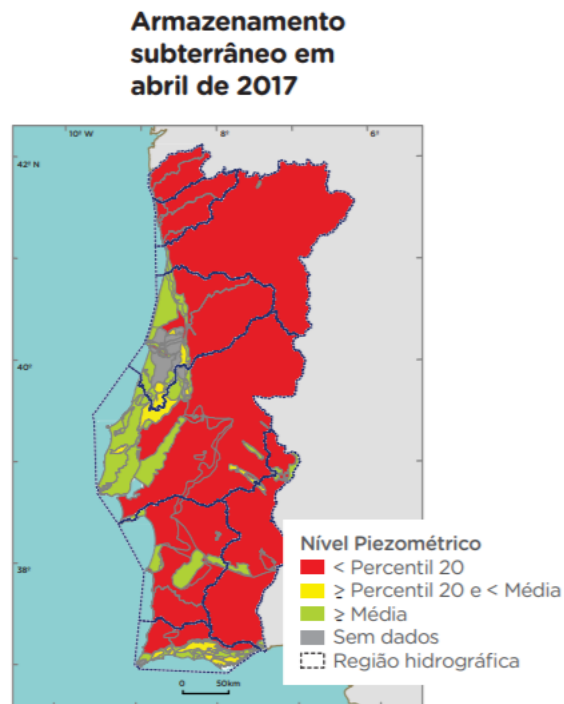 Armazenamento
subterrâneo em
abril de 2017
10° W
8°
6°
42° N
40°
38°
Nível Piezométrico
< Percentil 20
≥ Percentil 20 e < Média
≥ Média
Sem dados
Região hidrográfica
0 50km